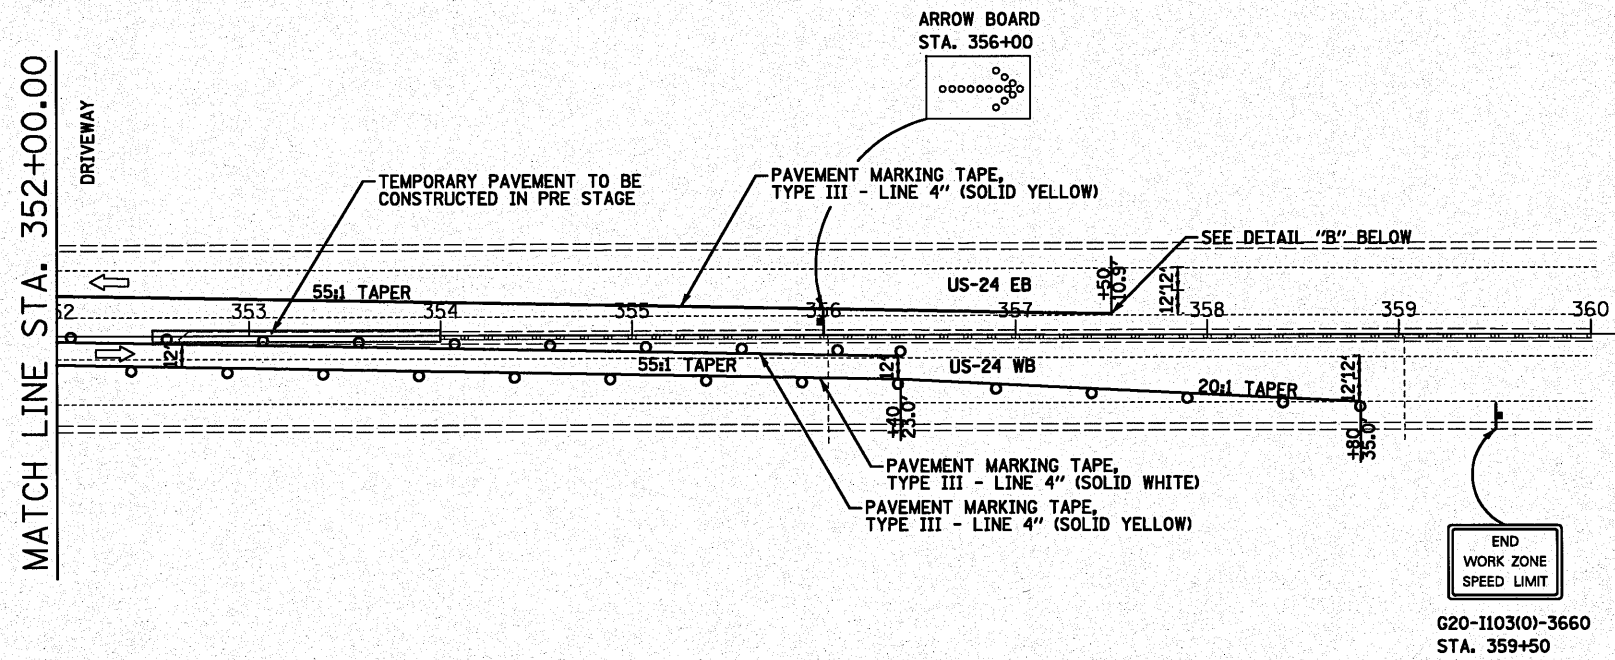 ARROW BOARD
STA. 356+00
MATCH LINE STA. 352+00.00
DRIVEWAY
TEMPORARY PAVEMENT TO BE
CONSTRUCTED IN PRE STAGE
PAVEMENT MARKING TAPE,
TYPE III - LINE 4" (SOLID YELLOW)
SEE DETAIL "B" BELOW
US-24 EB
+50
10.9'
12'12'
55:1 TAPER
52
353
354
355
356
357
358
359
360
12'
55:1 TAPER
12'
US-24 WB
20:1 TAPER
12'12'
+40
23.0'
+80
35.0'
PAVEMENT MARKING TAPE,
TYPE III - LINE 4" (SOLID WHITE)
PAVEMENT MARKING TAPE,
TYPE III - LINE 4" (SOLID YELLOW)
END
WORK ZONE
SPEED LIMIT
G20-I103(0)-3660
STA. 359+50